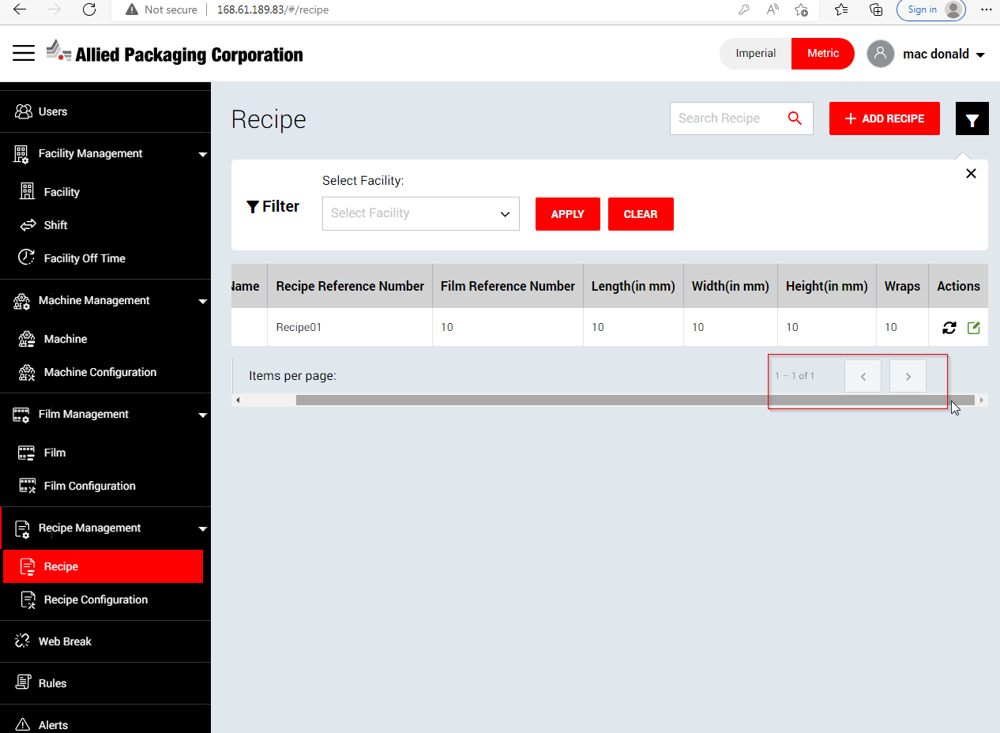 Not secure | 168.61.189.83/#/recipe
Sign in
Allied Packaging Corporation
Imperial Metric mac donald
Users
Facility Management
Facility
Shift
Facility Off Time
Machine Management
Machine
Machine Configuration
Film Management
Film
Film Configuration
Recipe Management
Recipe
Recipe Configuration
Web Break
Rules
Alerts
Recipe
Search Recipe
+ ADD RECIPE
Filter
Select Facility:
Select Facility
APPLY
CLEAR
Name Recipe Reference Number Film Reference Number Length(in mm) Width(in mm) Height(in mm) Wraps Actions
Recipe01 10 10 10 10 10
Items per page:
1 – 1 of 1